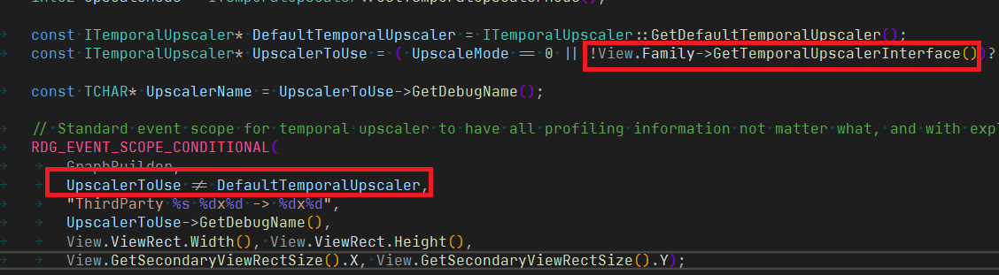 const ITemporalUpscaler* DefaultTemporalUpscaler = ITemporalUpscaler::GetDefaultTemporalUpscaler();
const ITemporalUpscaler* UpscalerToUse = ( UpscaleMode == 0 || !View.Family->GetTemporalUpscalerInterface())?
const TCHAR* UpscalerName = UpscalerToUse->GetDebugName();
// Standard event scope for temporal upscaler to have all profiling information not matter what, and with expl
RDG_EVENT_SCOPE_CONDITIONAL(
GraphBuilder,
UpscalerToUse != DefaultTemporalUpscaler,
"ThirdParty %s %dx%d -> %dx%d",
UpscalerToUse->GetDebugName(),
View.ViewRect.Width(), View.ViewRect.Height(),
View.GetSecondaryViewRectSize().X, View.GetSecondaryViewRectSize().Y);